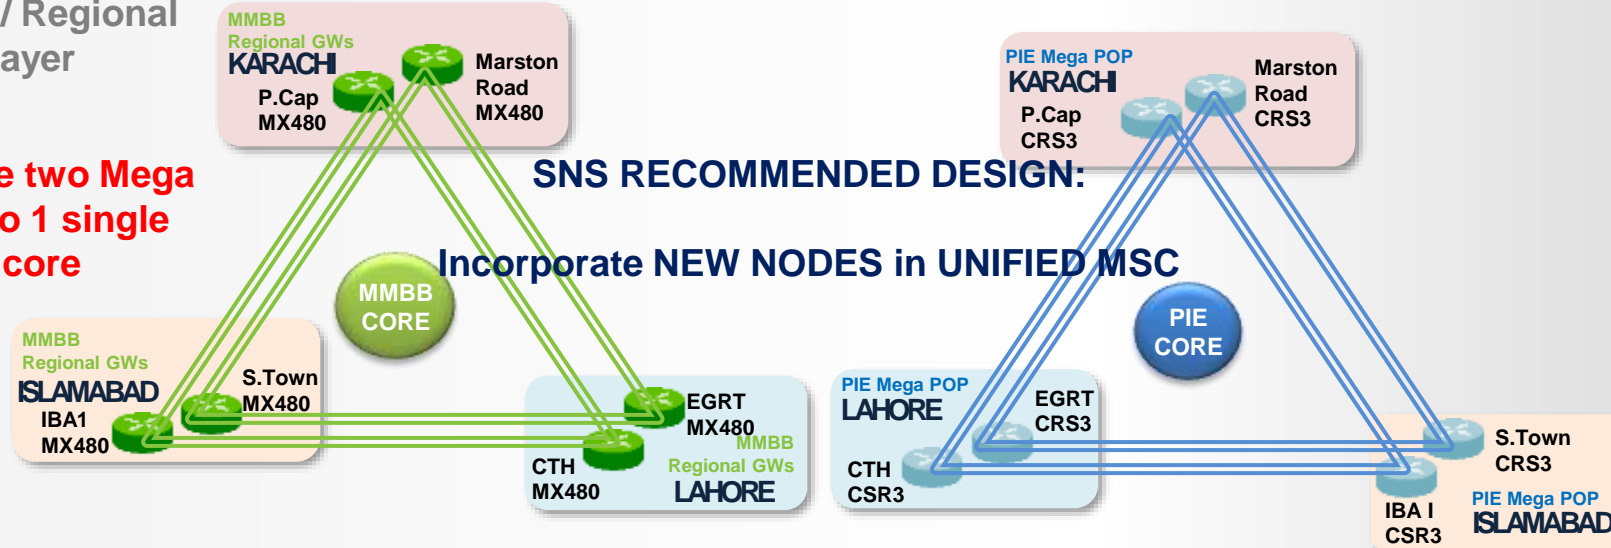 / Regional
ayer
e two Mega
o 1 single
core
MMBB
Regional GWs
KARACHI
P.Cap
MX480
Marston
Road
MX480
MMBB
CORE
MMBB
Regional GWs
ISLAMABAD
IBA1
MX480
S.Town
MX480
EGRT
MX480
MMBB
Regional GWs
LAHORE
CTH
MX480
SNS RECOMMENDED DESIGN:
Incorporate NEW NODES in UNIFIED MSC
PIE Mega POP
KARACHI
P.Cap
CRS3
Marston
Road
CRS3
PIE
CORE
PIE Mega POP
LAHORE
EGRT
CRS3
CTH
CSR3
S.Town
CRS3
IBA I
CSR3
PIE Mega POP
ISLAMABAD